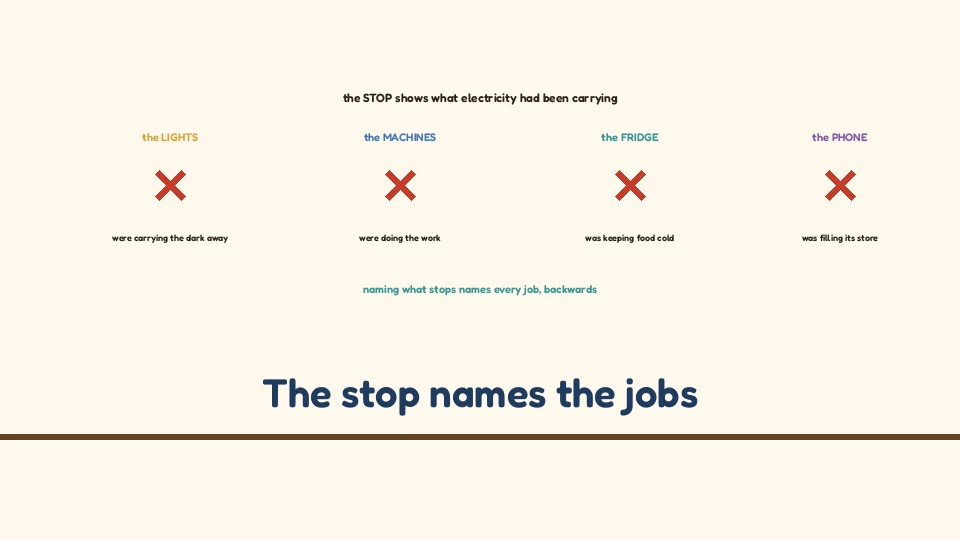 the STOP shows what electricity had been carrying
the LIGHTS
the MACHINES
the FRIDGE
the PHONE
were carrying the dark away
were doing the work
was keeping food cold
was filling its store
naming what stops names every job, backwards
The stop names the jobs